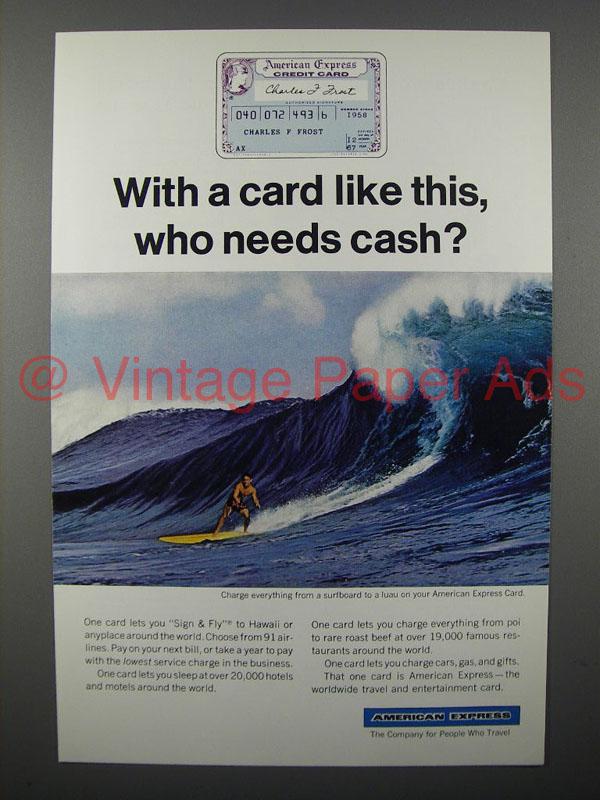 American Express
CREDIT CARD
Charles F Frost
AUTHORIZED SIGNATURE
040 072 493 6
MEMBER SINCE
1958
CHARLES F FROST
EXPIRES
12
67
AX
With a card like this,
who needs cash?
@ Vintage Paper Ads
Charge everything from a surfboard to a luau on your American Express Card.
One card lets you "Sign & Fly"® to Hawaii or
anyplace around the world. Choose from 91 air-
lines. Pay on your next bill, or take a year to pay
with the lowest service charge in the business.
One card lets you sleep at over 20,000 hotels
and motels around the world.
One card lets you charge everything from poi
to rare roast beef at over 19,000 famous res-
taurants around the world.
One card lets you charge cars, gas, and gifts.
That one card is American Express—the
worldwide travel and entertainment card.
AMERICAN EXPRESS
The Company for People Who Travel